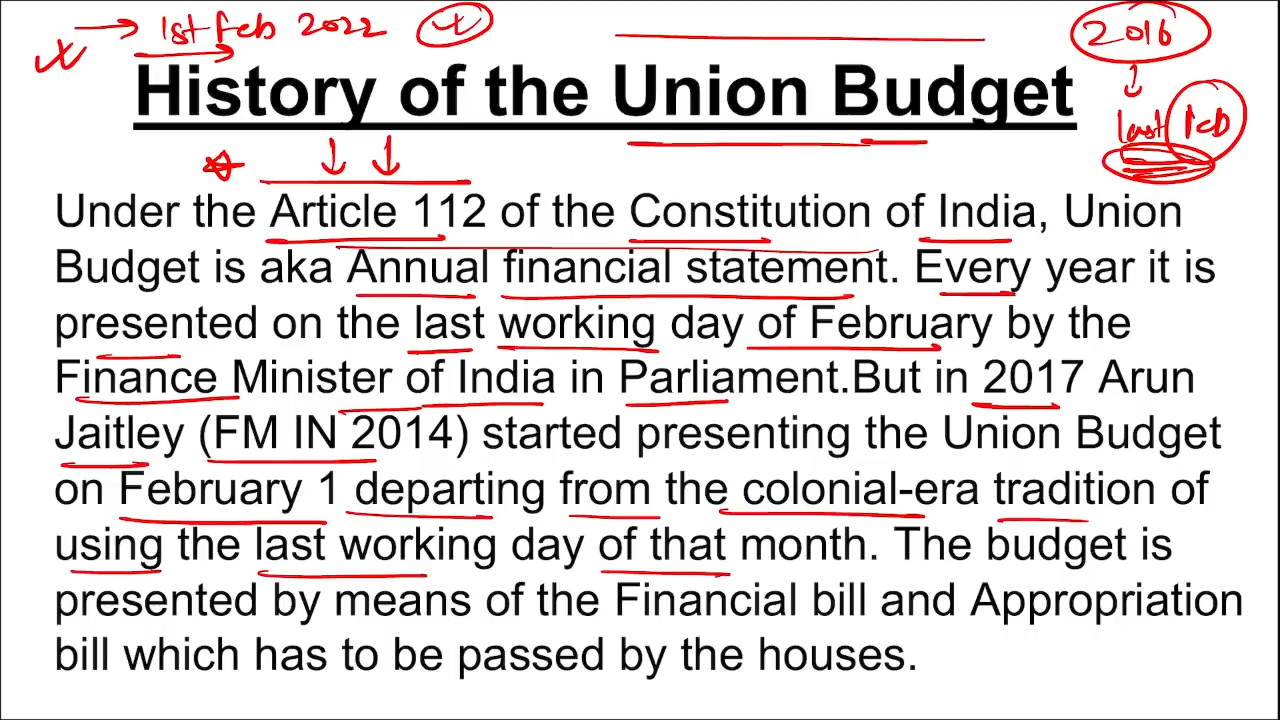 → 1st Feb 2022
2016
last Feb
History of the Union Budget
Under the Article 112 of the Constitution of India, Union
Budget is aka Annual financial statement. Every year it is
presented on the last working day of February by the
Finance Minister of India in Parliament.But in 2017 Arun
Jaitley (FM IN 2014) started presenting the Union Budget
on February 1 departing from the colonial-era tradition of
using the last working day of that month. The budget is
presented by means of the Financial bill and Appropriation
bill which has to be passed by the houses.